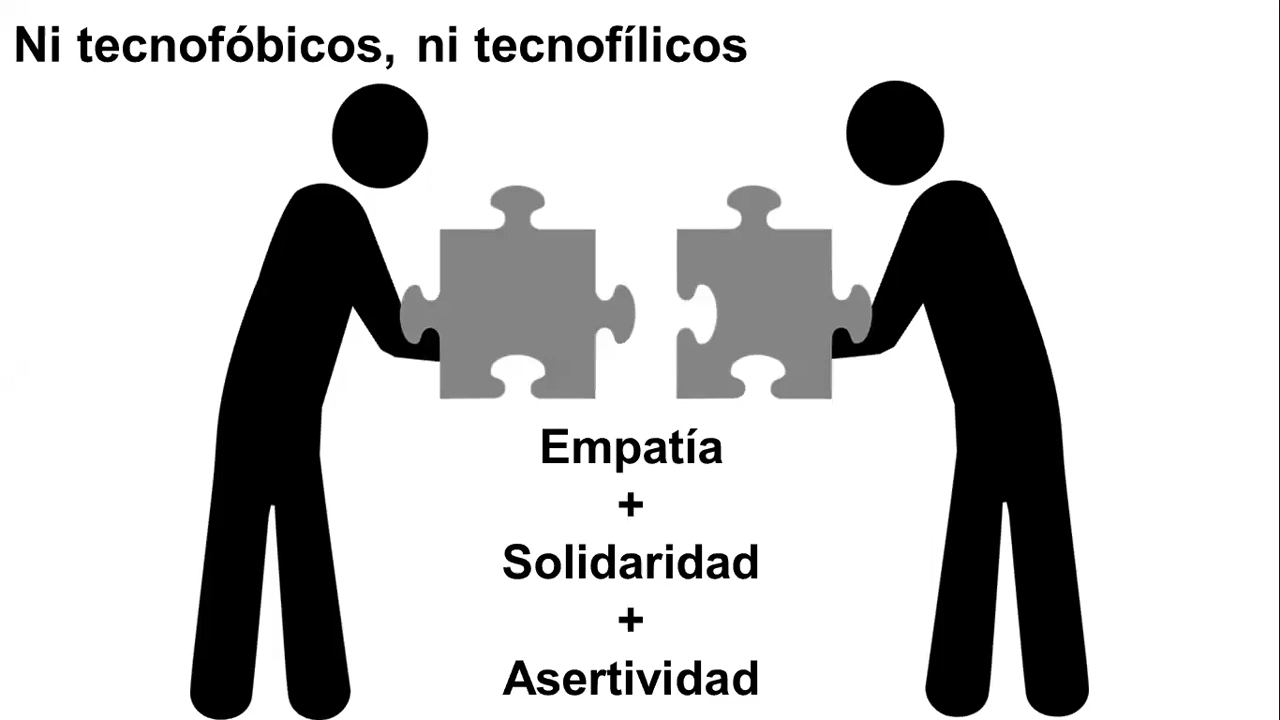 Ni tecnofóbicos, ni tecnofílicos
Empatía
+
Solidaridad
+
Asertividad